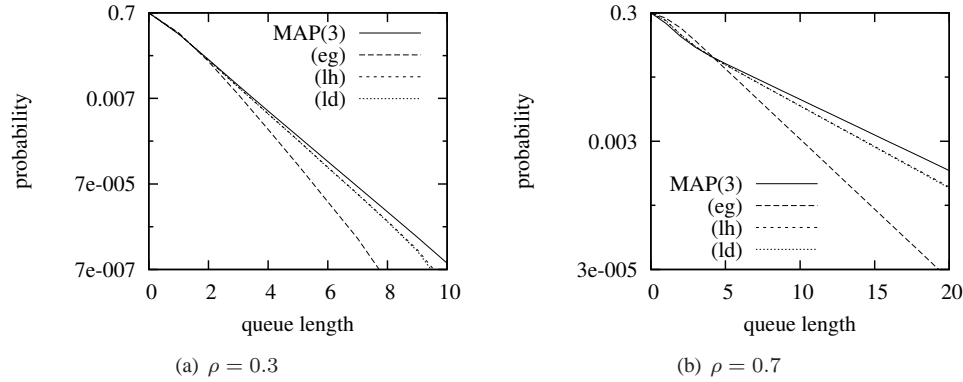 0.7
0.007
7e-005
7e-007
probability
MAP(3)
(eg)
(lh)
(ld)
0 2 4 6 8 10
queue length
(a) ρ = 0.3
0.3
0.003
3e-005
probability
MAP(3)
(eg)
(lh)
(ld)
0 5 10 15 20
queue length
(b) ρ = 0.7